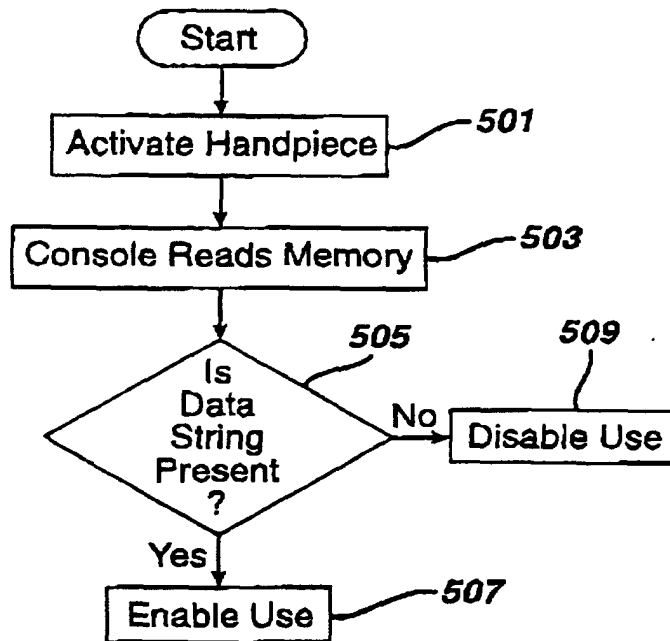 Start
Activate Handpiece
501
Console Reads Memory
503
Is
Data
String
Present
?
505
No
Disable Use
509
Yes
Enable Use
507